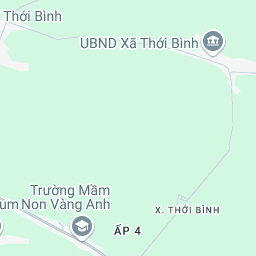 Thới Bình
UBND Xã Thới Bình
Trường Mầm
Non Vàng Anh
X. THỚI BÌNH
ẤP 4